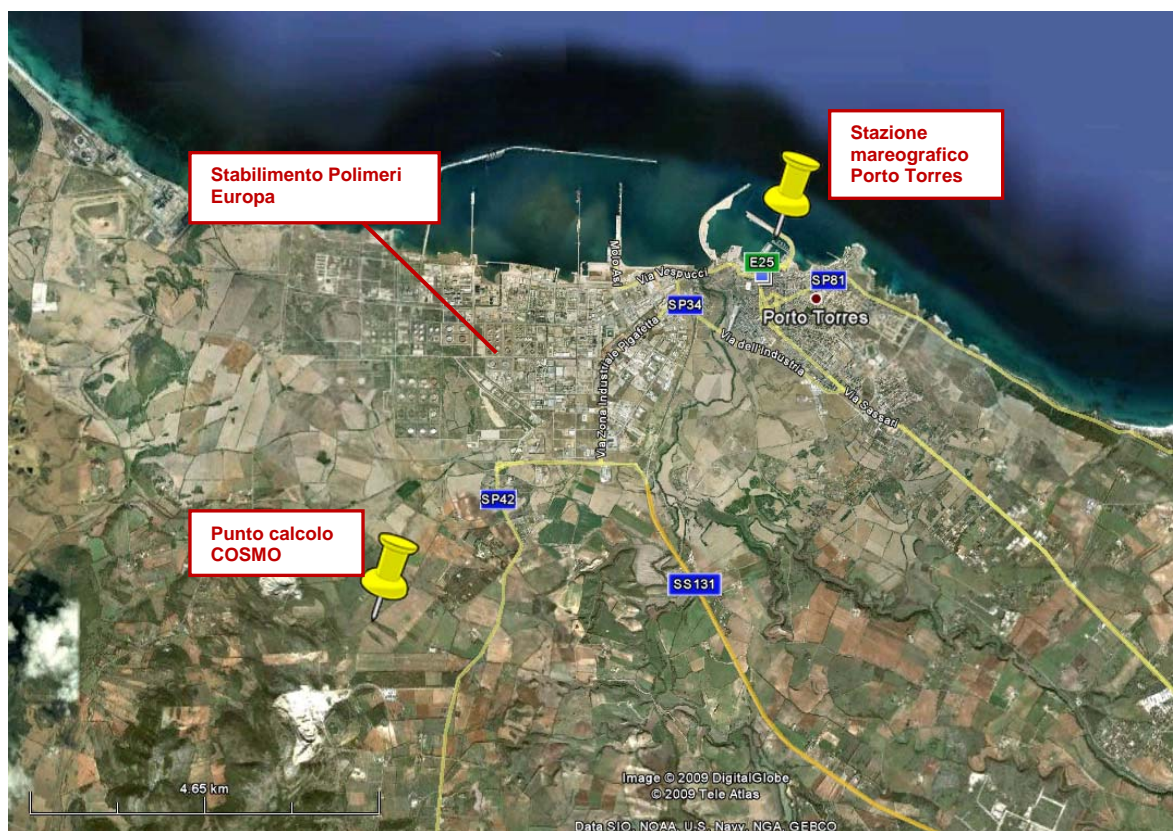 Stazione
mareografico
Porto Torres
Stabilimento Polimeri
Europa
E25
Molo Asi
Via Vespucci
SP81
SP34
Porto Torres
Via dell'Industria
Via Zona Industriale Pigafetta
Via Sassari
SP42
Punto calcolo
COSMO
SS131
4.65 km
Image © 2009 DigitalGlobe
© 2009 Tele Atlas
Data SIO, NOAA, U.S. Navy, NGA, GEBCO